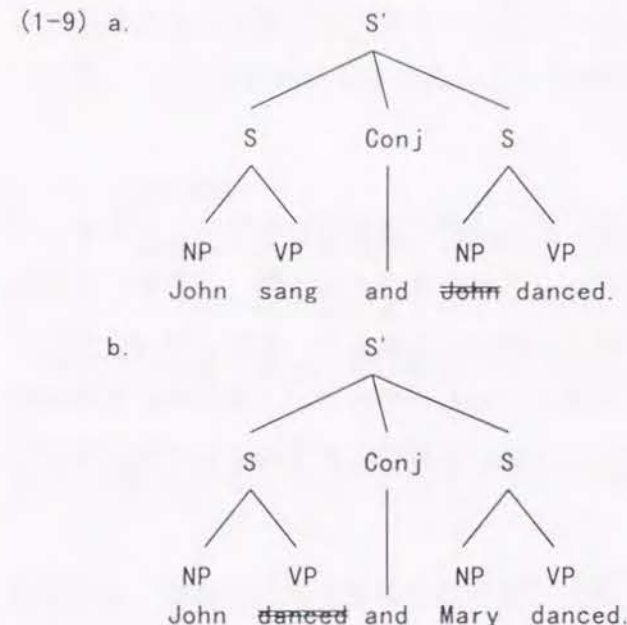 (1-9) a. S'
S Conj S
NP VP NP VP
John sang and John danced.
b. S'
S Conj S
NP VP NP VP
John danced and Mary danced.